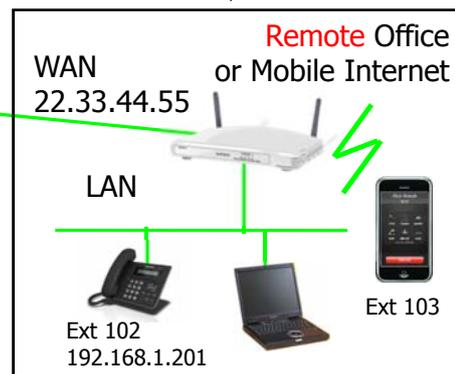 Remote Office
or Mobile Internet
WAN
22.33.44.55
LAN
Ext 103
Ext 102
192.168.1.201